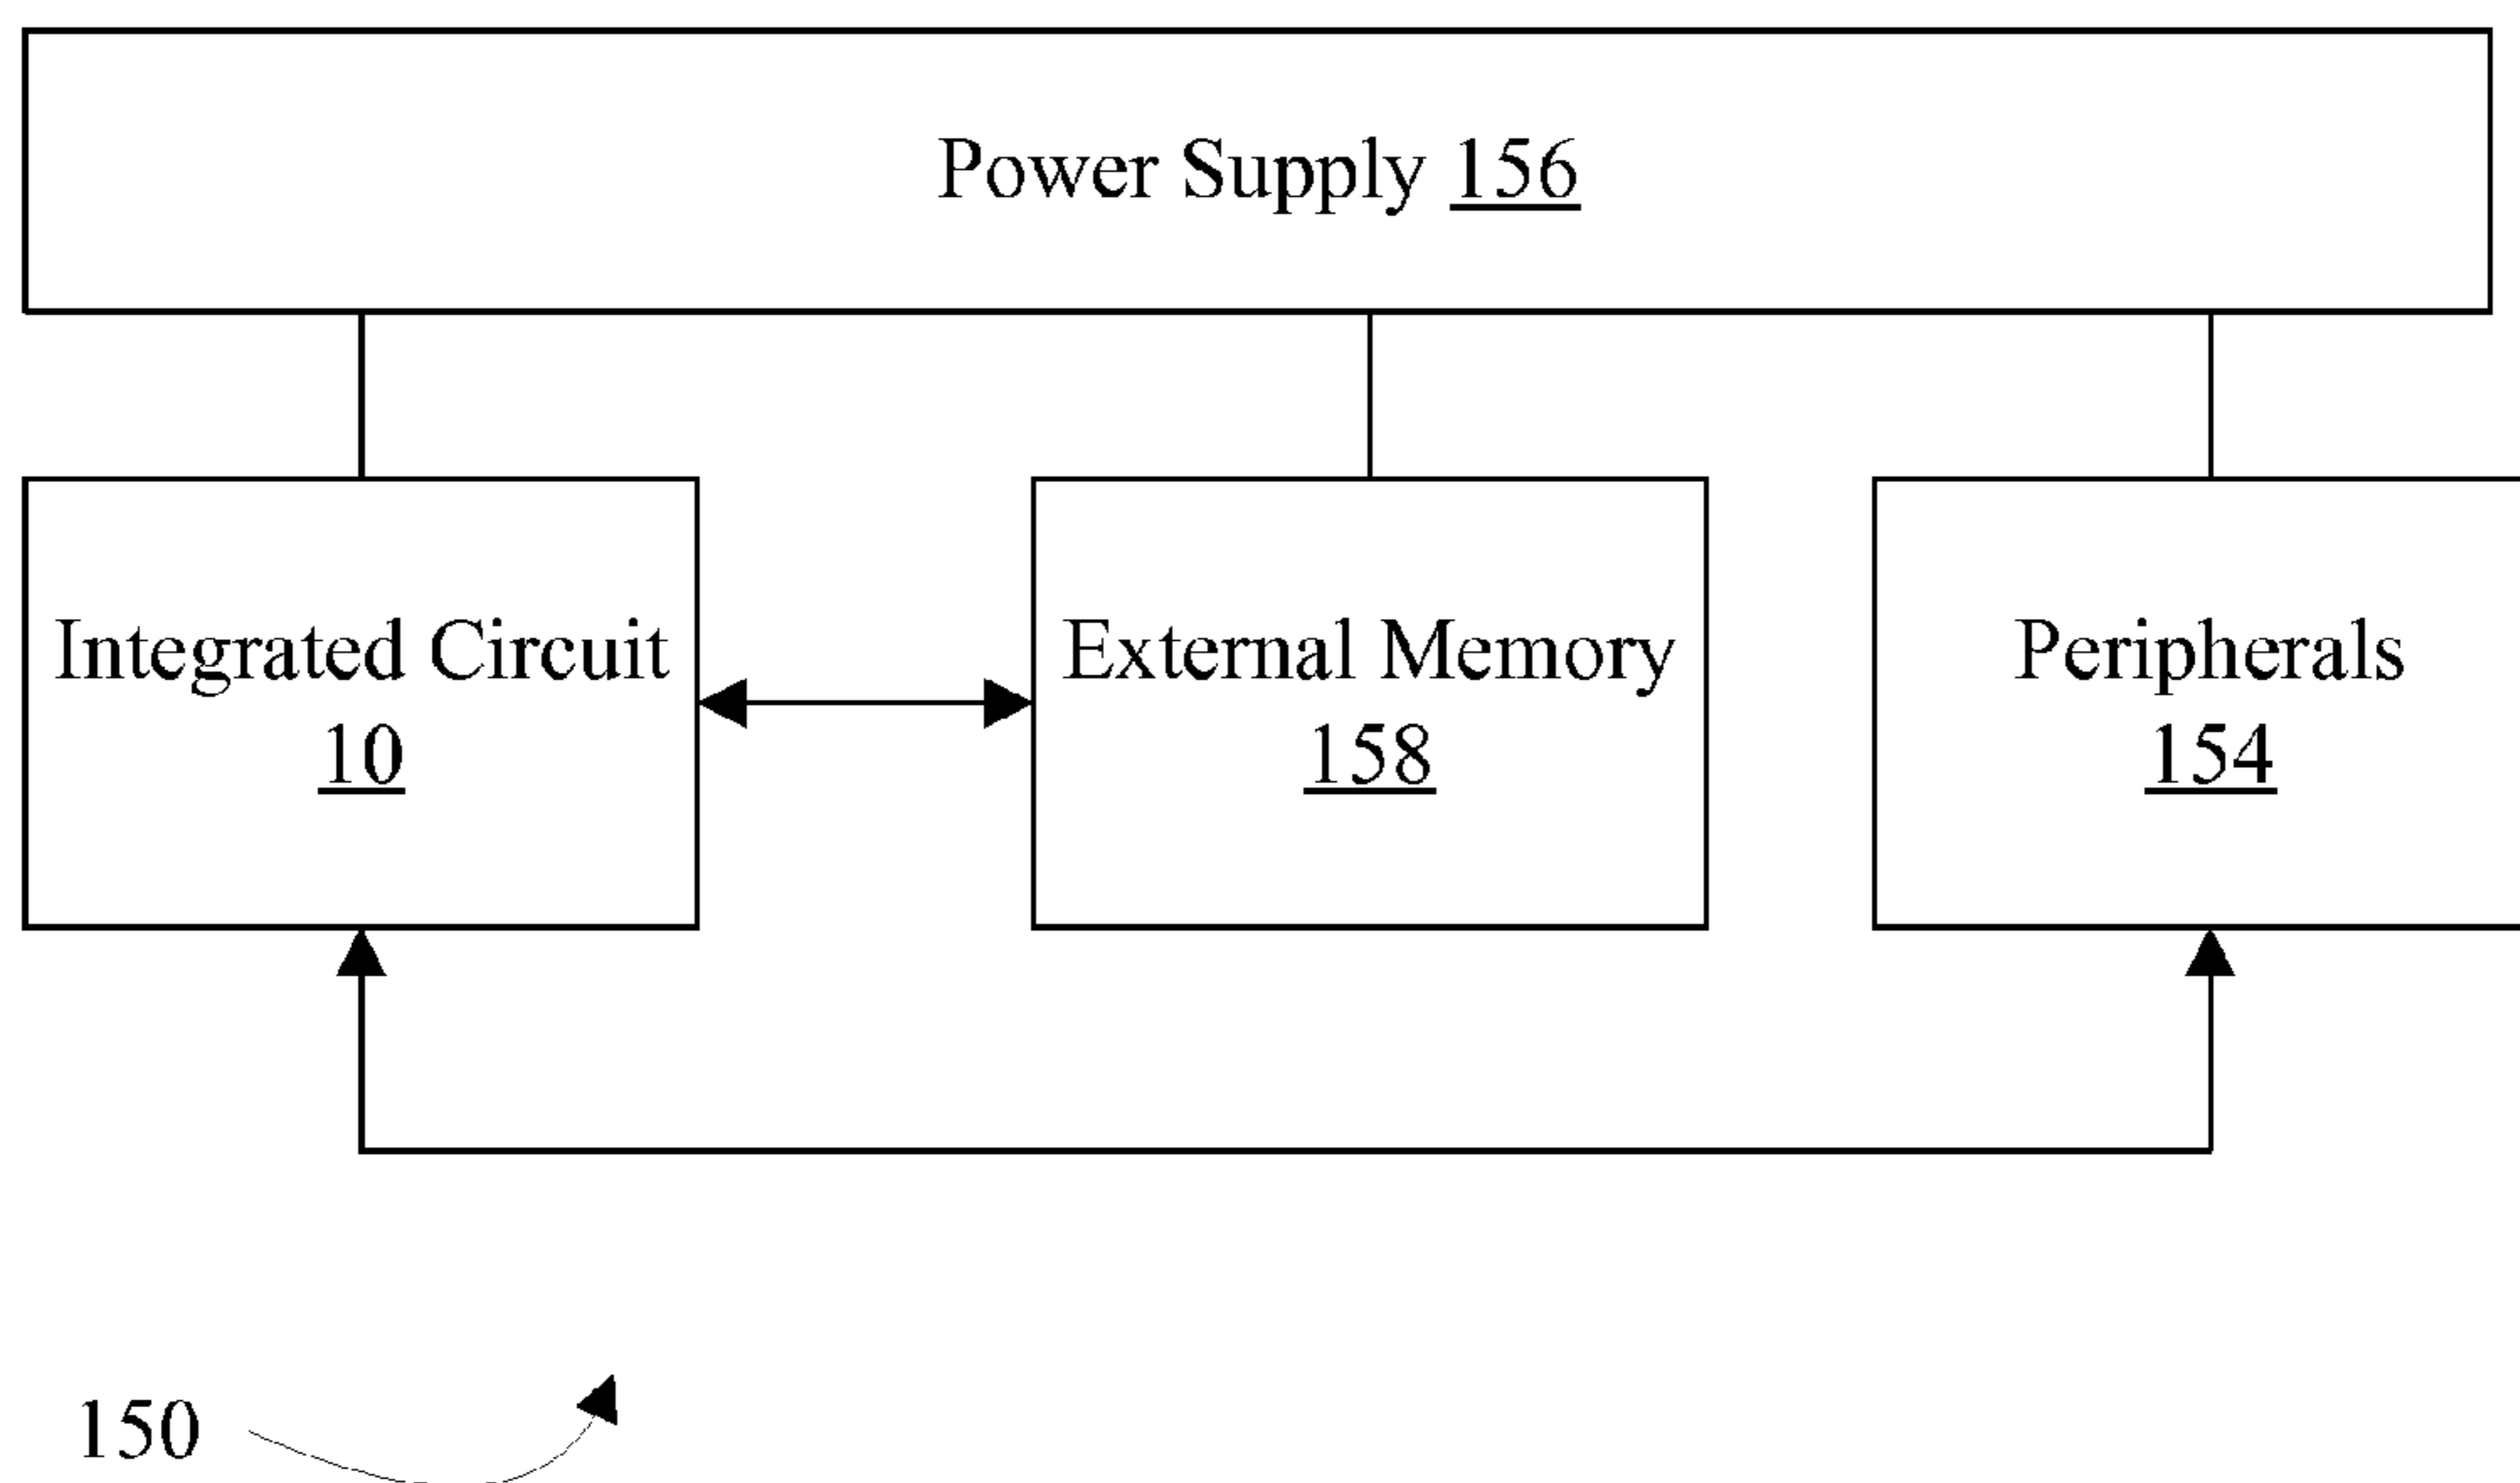 Power Supply 156
Integrated Circuit
10
External Memory
158
Peripherals
154
150